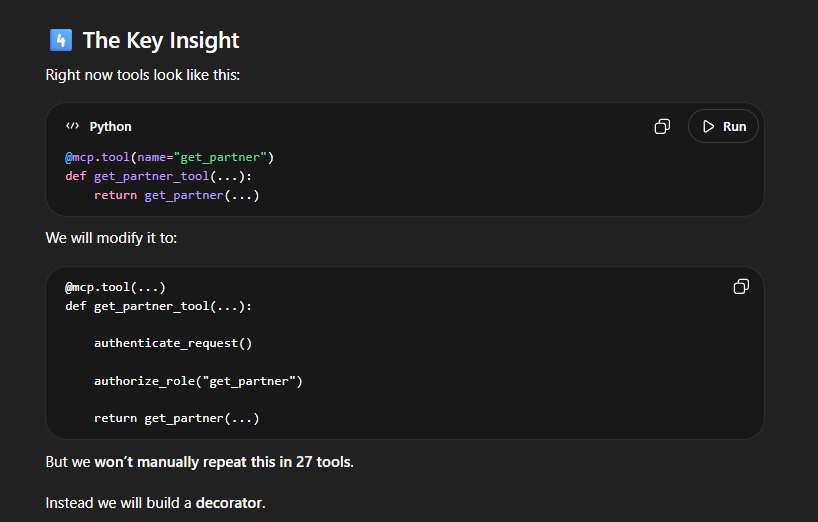 4 The Key Insight
Right now tools look like this:
</> Python
Run
@mcp.tool(name="get_partner")
def get_partner_tool(...):
    return get_partner(...)
We will modify it to:
@mcp.tool(...)
def get_partner_tool(...):
    authenticate_request()
    authorize_role("get_partner")
    return get_partner(...)
But we won’t manually repeat this in 27 tools.
Instead we will build a decorator.